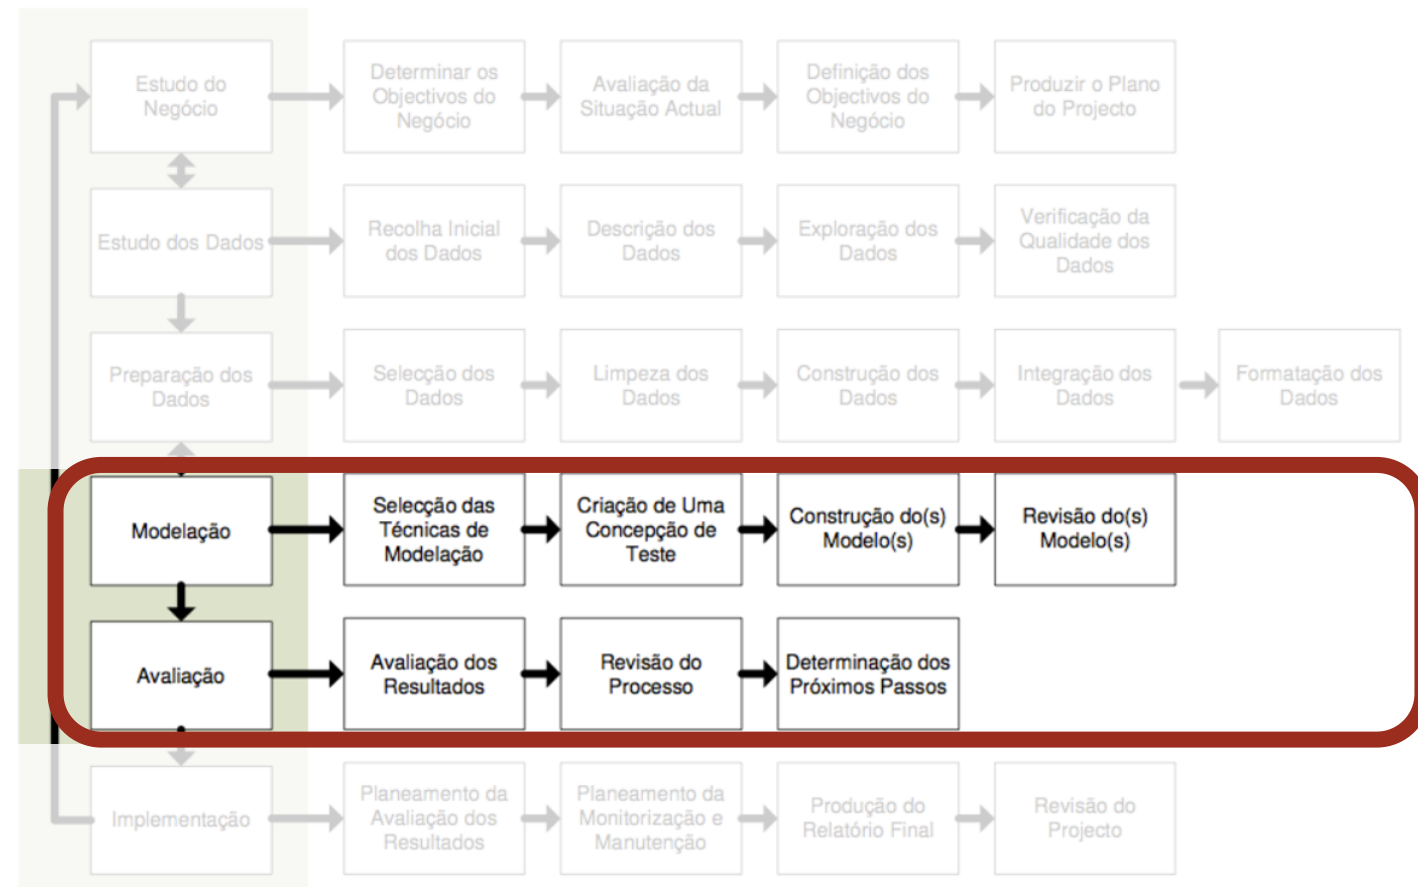 Estudo do
Negócio
Determinar os
Objectivos do
Negócio
Avaliação da
Situação Actual
Definição dos
Objectivos do
Negócio
Produzir o Plano
do Projecto
Estudo dos Dados
Recolha Inicial
dos Dados
Descrição dos
Dados
Exploração dos
Dados
Verificação da
Qualidade dos
Dados
Preparação dos
Dados
Selecção dos
Dados
Limpeza dos
Dados
Construção dos
Dados
Integração dos
Dados
Formatação dos
Dados
Modelação
Selecção das
Técnicas de
Modelação
Criação de Uma
Concepção de
Teste
Construção do(s)
Modelo(s)
Revisão do(s)
Modelo(s)
Avaliação
Avaliação dos
Resultados
Revisão do
Processo
Determinação dos
Próximos Passos
Implementação
Planeamento da
Avaliação dos
Resultados
Planeamento da
Monitorização e
Manutenção
Produção do
Relatório Final
Revisão do
Projecto